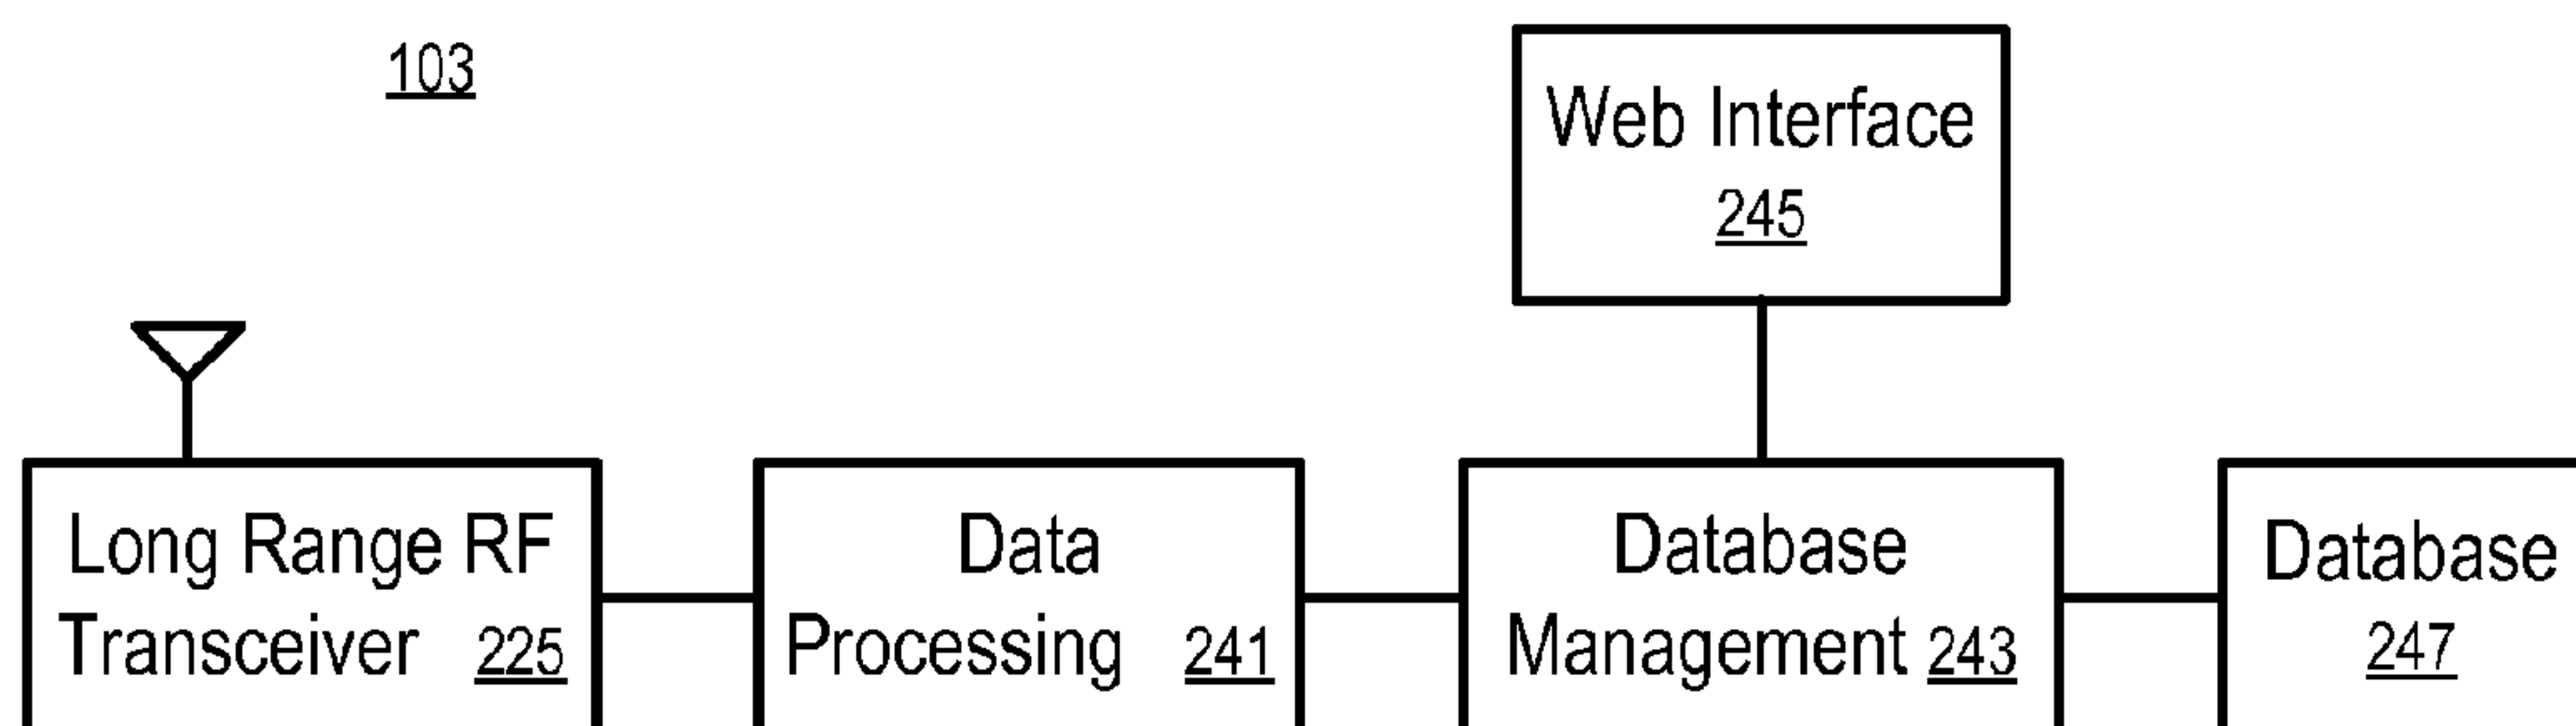 103
Web Interface
245
Long Range RF
Transceiver 225
Data
Processing 241
Database
Management 243
Database
247